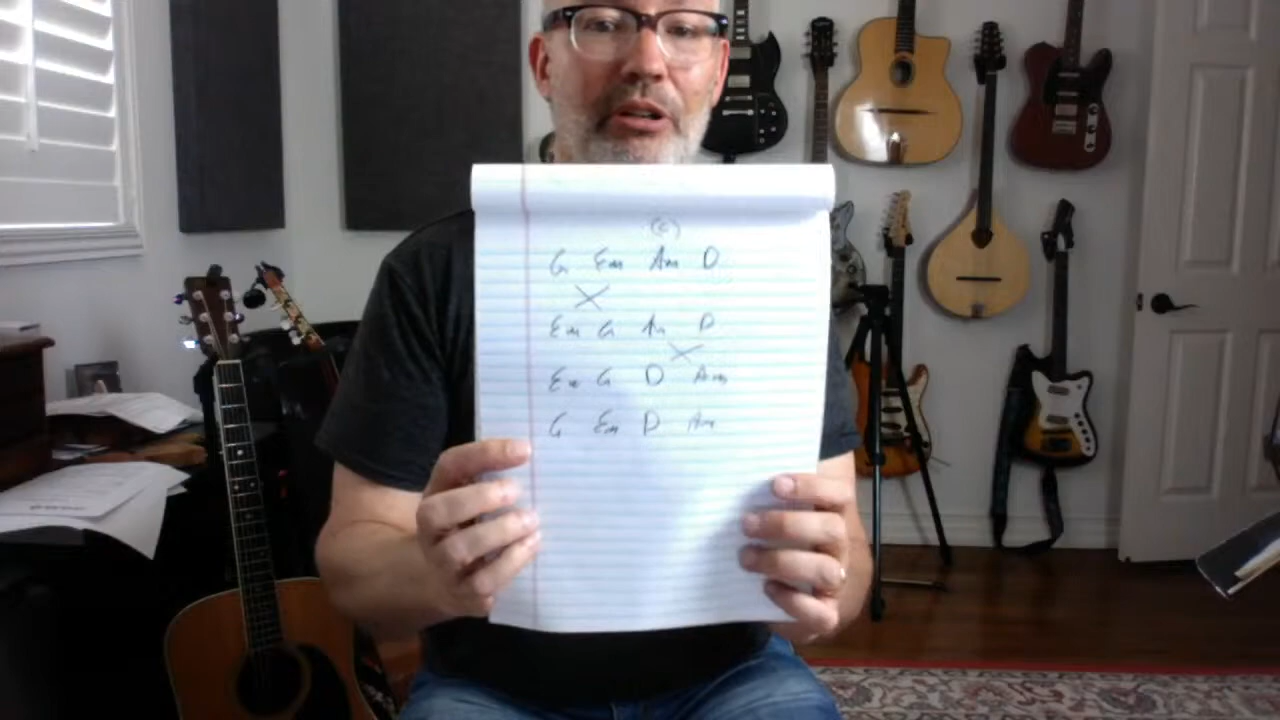 (C)
G Em Am D
X
Em G Am D
X
Em G D Am
G Em D Am